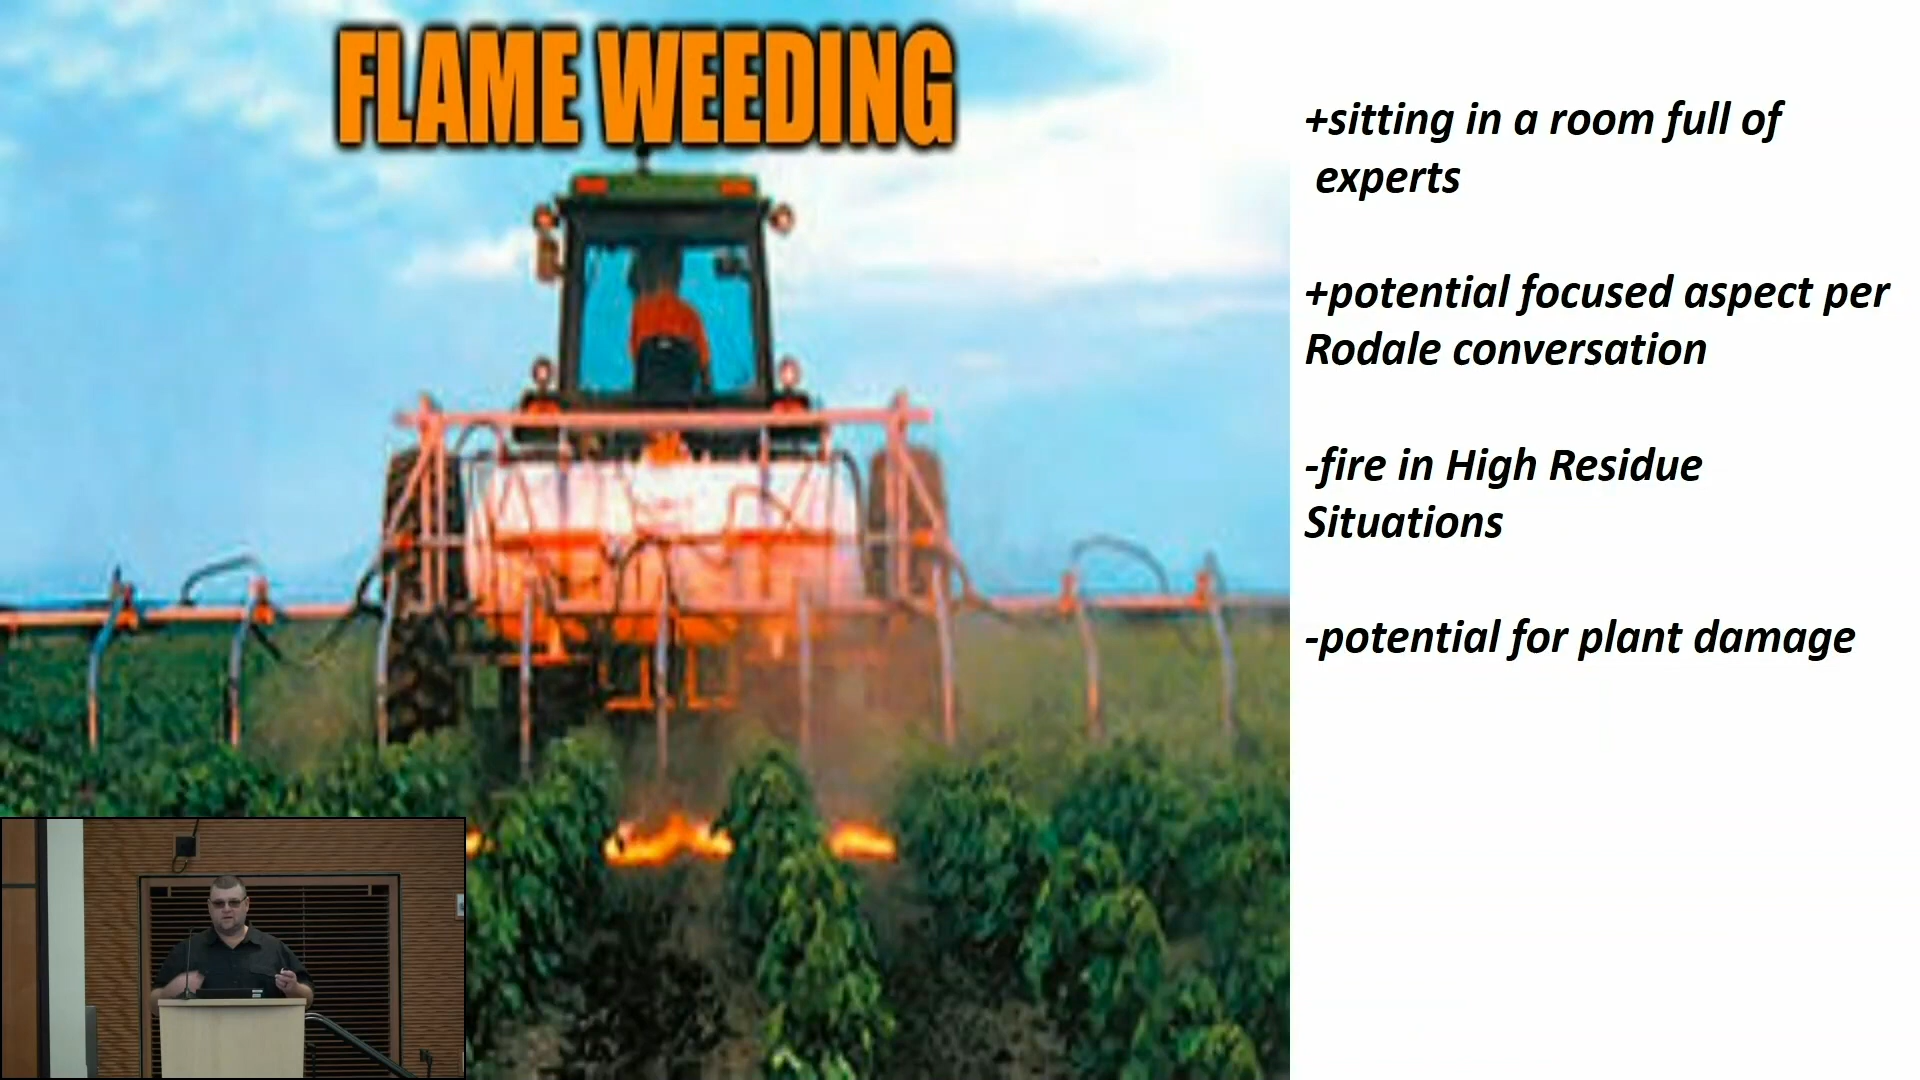 FLAME WEEDING
+sitting in a room full of
experts
+potential focused aspect per
Rodale conversation
-fire in High Residue
Situations
-potential for plant damage